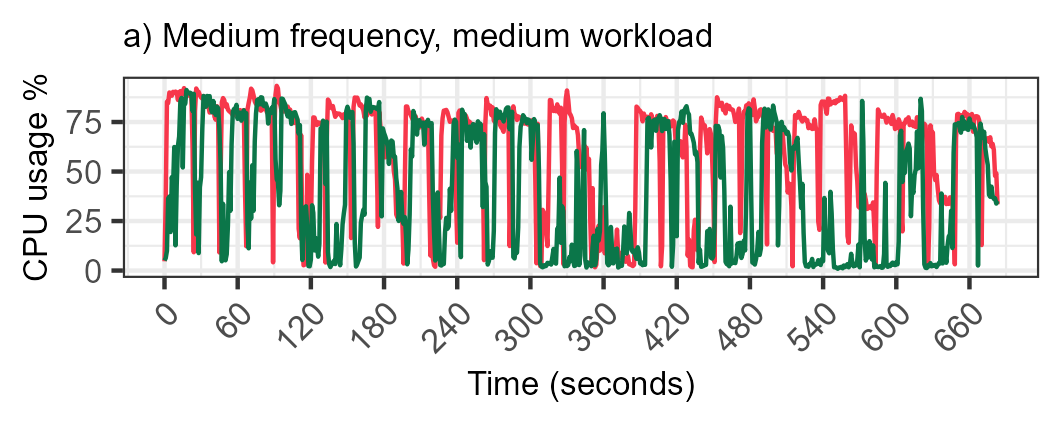 a) Medium frequency, medium workload
CPU usage %
75
50
25
0
0 60 120 180 240 300 360 420 480 540 600 660
Time (seconds)